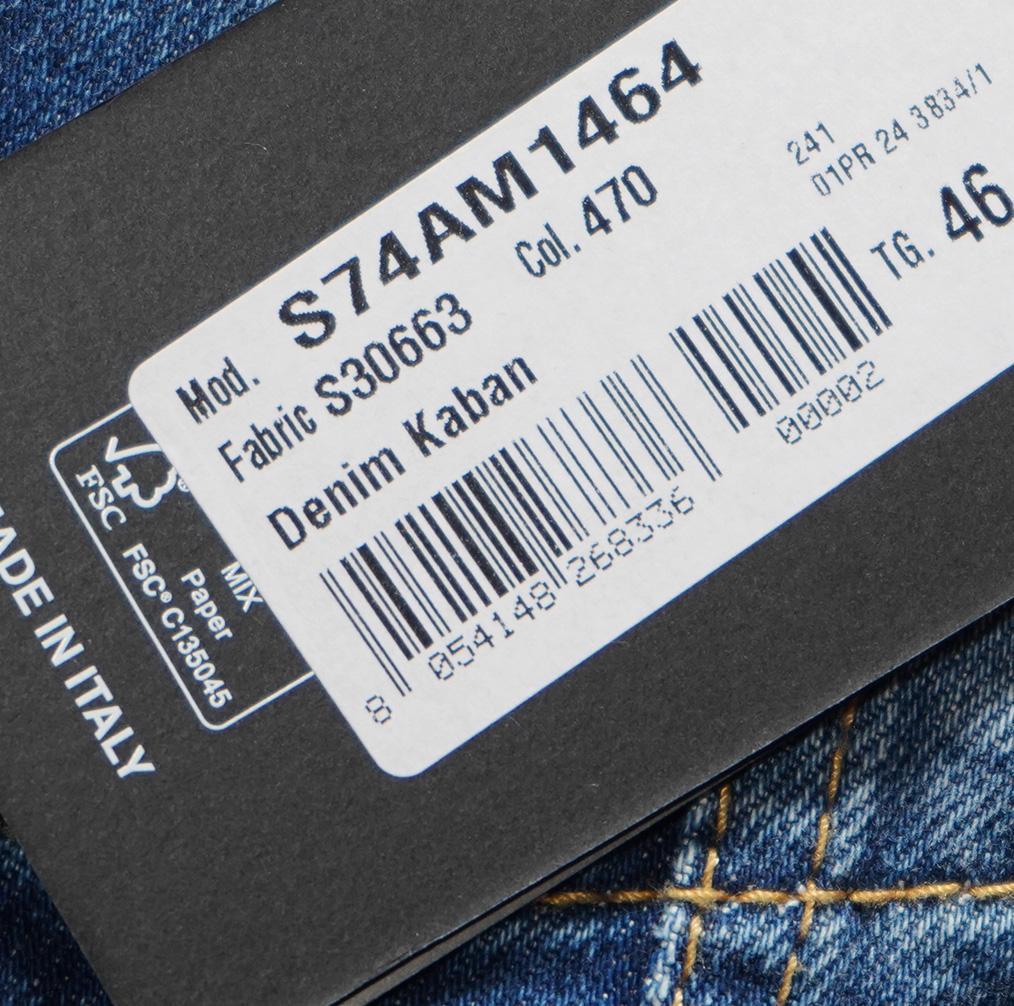 Mod. S74AM1464
Fabric S30663 Col. 470
Denim Kaban
8 054148 268336 00002
241
01PR 24 3834/1
TG. 46
FSC
MIX
Paper
FSC® C135045
MADE IN ITALY